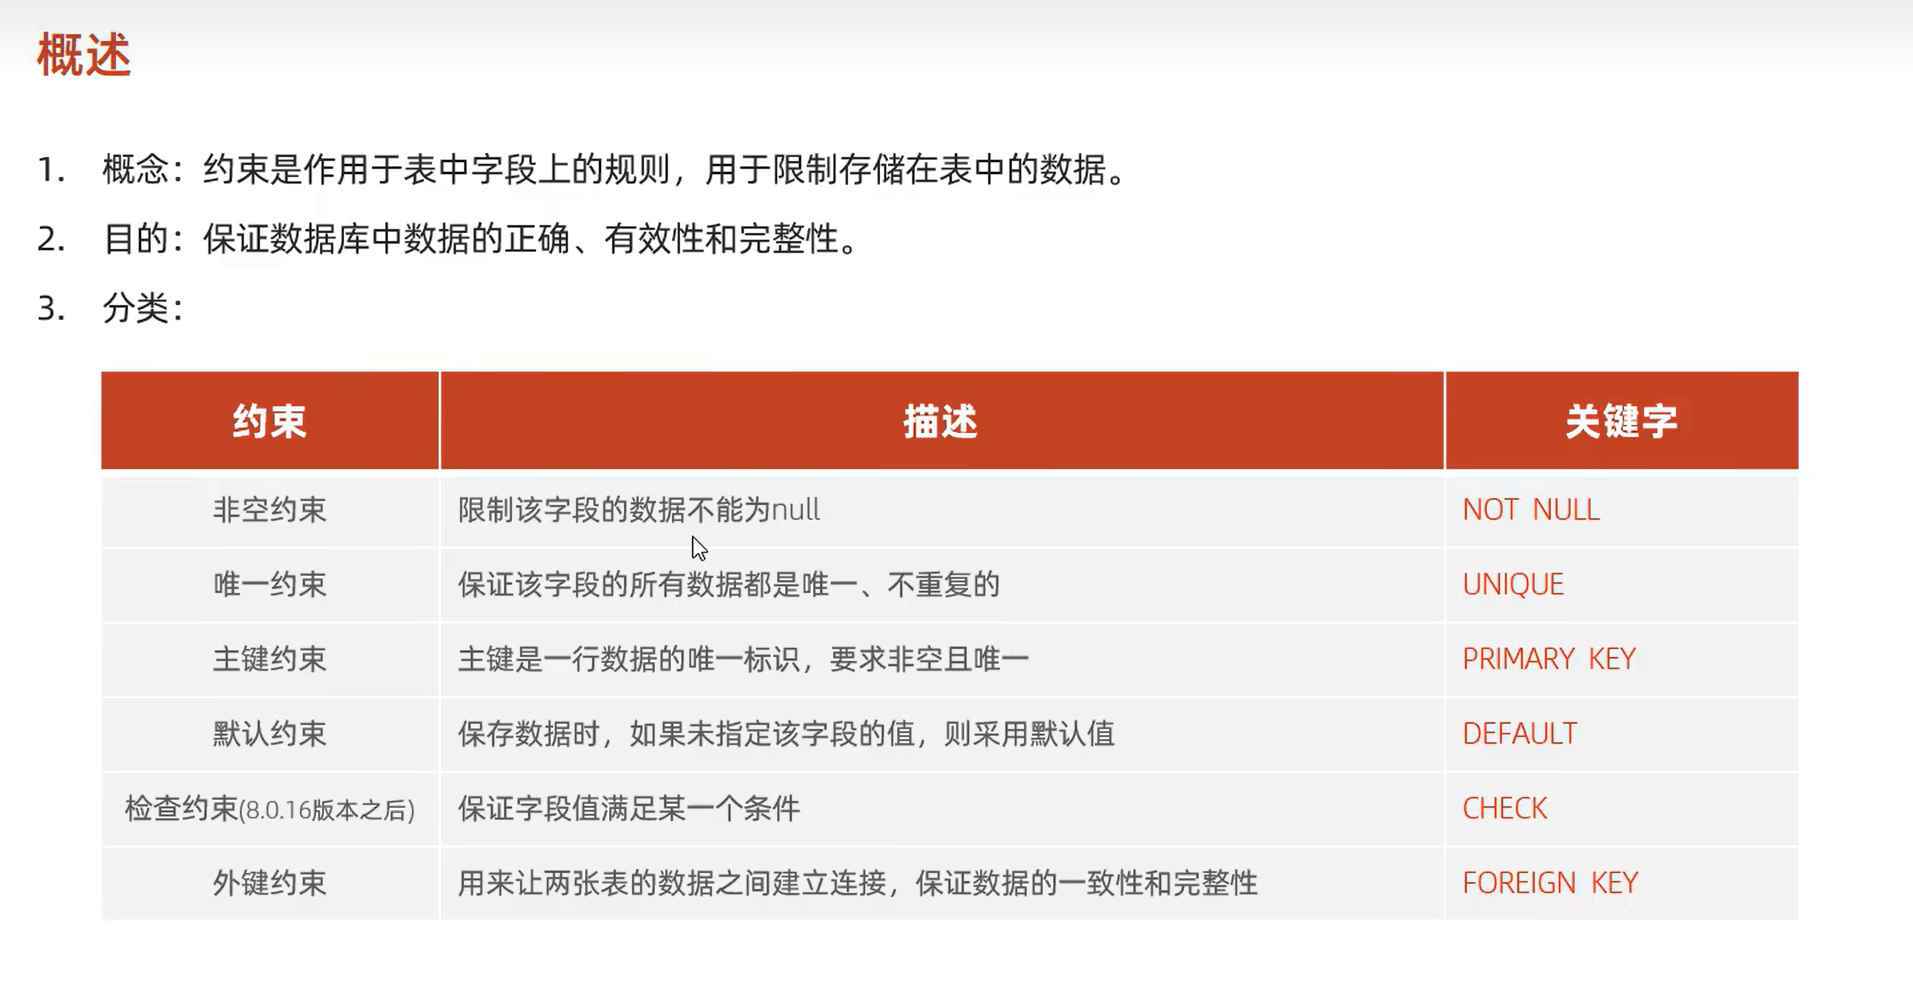 概述
1. 概念：约束是作用于表中字段上的规则，用于限制存储在表中的数据。
2. 目的：保证数据库中数据的正确、有效性和完整性。
3. 分类：
约束 描述 关键字
非空约束 限制该字段的数据不能为null NOT NULL
唯一约束 保证该字段的所有数据都是唯一、不重复的 UNIQUE
主键约束 主键是一行数据的唯一标识，要求非空且唯一 PRIMARY KEY
默认约束 保存数据时，如果未指定该字段的值，则采用默认值 DEFAULT
检查约束(8.0.16版本之后) 保证字段值满足某一个条件 CHECK
外键约束 用来让两张表的数据之间建立连接，保证数据的一致性和完整性 FOREIGN KEY